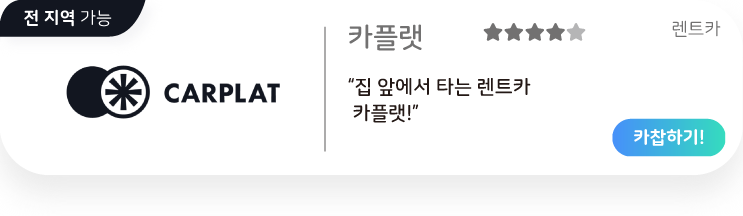 전 지역 가능
카플랫
렌트카
CARPLAT
“집 앞에서 타는 렌트카
카플랫!”
카찹하기!